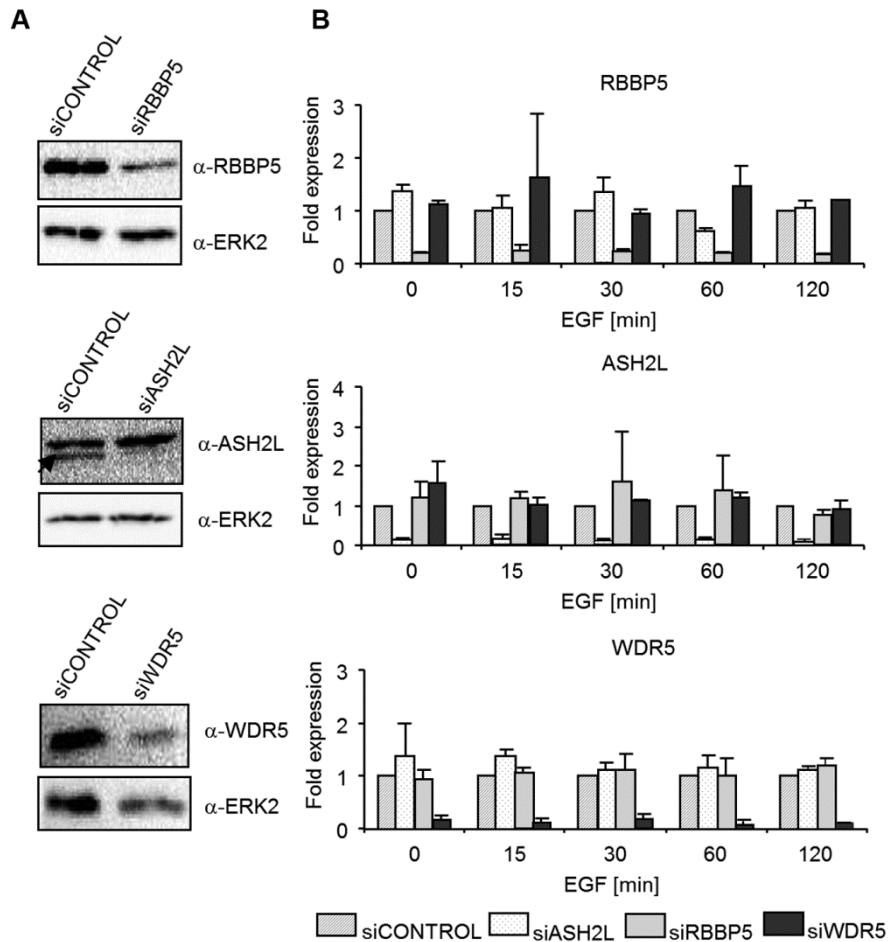 A
siCONTROL siRBBP5
α-RBBP5
α-ERK2
siCONTROL siASH2L
α-ASH2L
α-ERK2
siCONTROL siWDR5
α-WDR5
α-ERK2
B
RBBP5
Fold expression
3
2
1
0
0 15 30 60 120
EGF [min]
ASH2L
Fold expression
4
3
2
1
0
0 15 30 60 120
EGF [min]
WDR5
Fold expression
3
2
1
0
0 15 30 60 120
EGF [min]
siCONTROL siASH2L siRBBP5 siWDR5